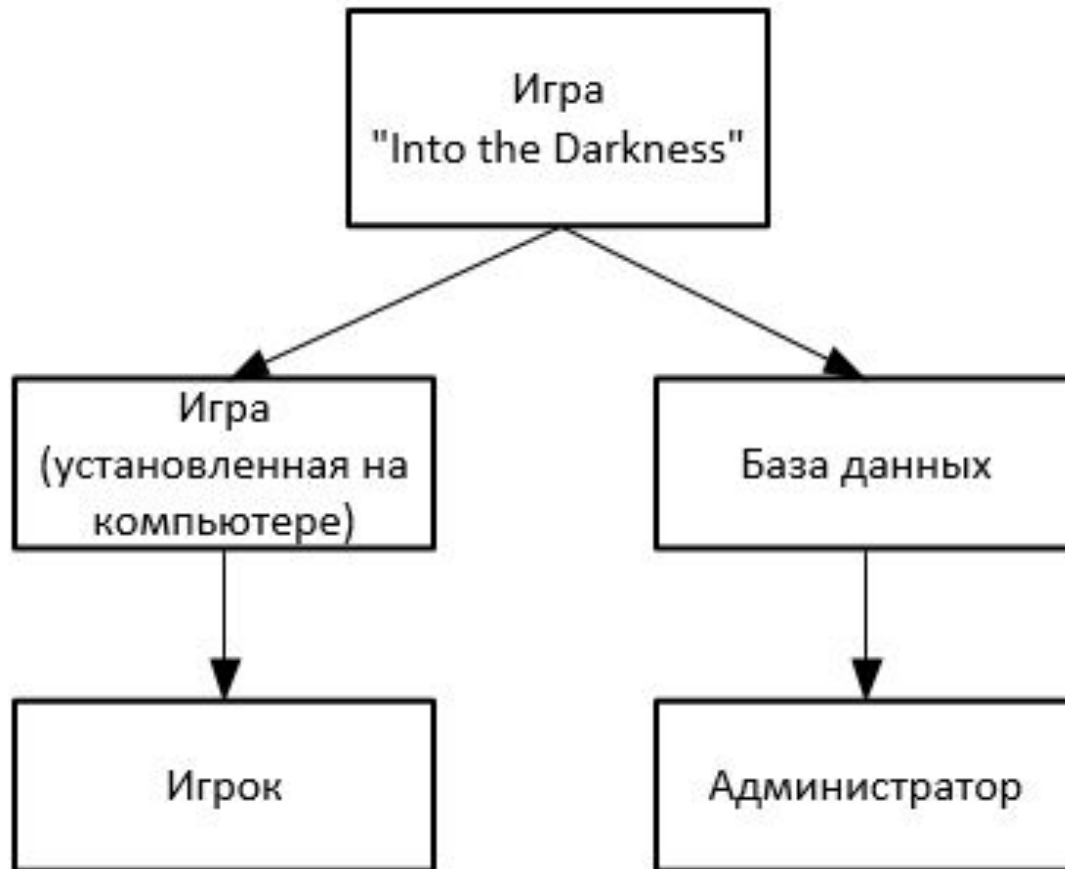 Игра
"Into the Darkness"
Игра
(установленная на
компьютере)
База данных
Игрок
Администратор